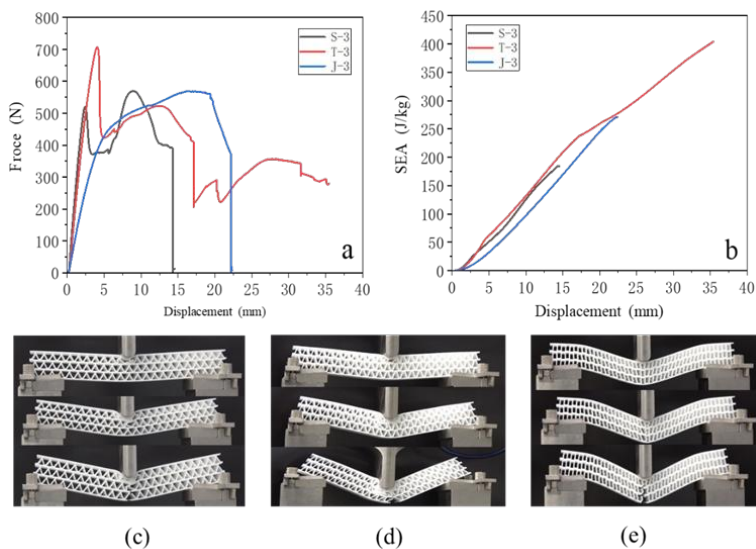 800
700
600
500
400
300
200
100
0
Froce (N)
0 5 10 15 20 25 30 35 40
Displacement (mm)
S-3
T-3
J-3
a
450
400
350
300
250
200
150
100
50
0
SEA (J/kg)
0 5 10 15 20 25 30 35 40
Displacement (mm)
S-3
T-3
J-3
b
(c) (d) (e)